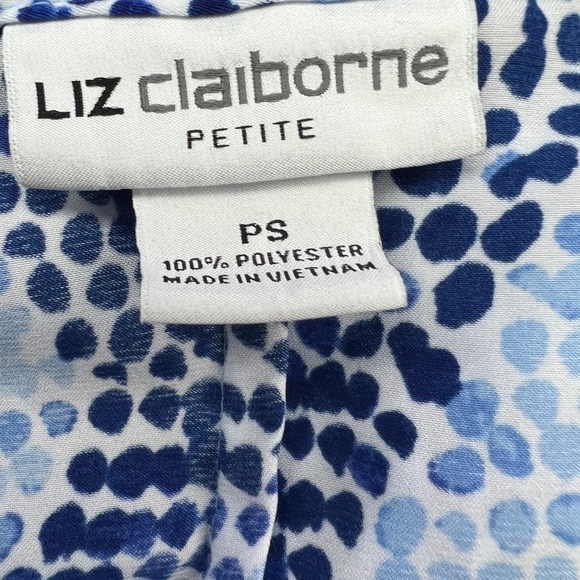 LIZ claiborne
PETITE
PS
100% POLYESTER
MADE IN VIETNAM